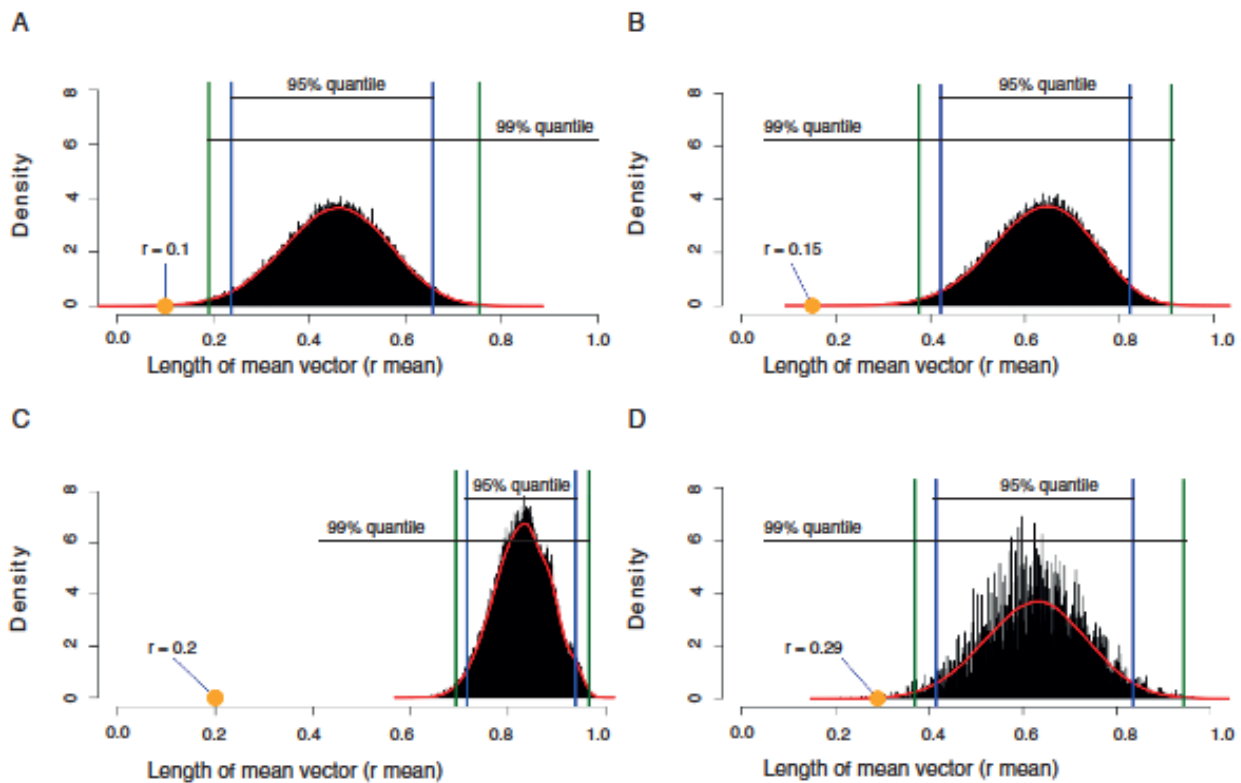 A
95% quantile
99% quantile
r = 0.1
Density
0 2 4 6 8
0.0 0.2 0.4 0.6 0.8 1.0
Length of mean vector (r mean)
B
95% quantile
99% quantile
r = 0.15
Density
0 2 4 6 8
0.0 0.2 0.4 0.6 0.8 1.0
Length of mean vector (r mean)
C
95% quantile
99% quantile
r = 0.2
Density
0 2 4 6 8
0.0 0.2 0.4 0.6 0.8 1.0
Length of mean vector (r mean)
D
95% quantile
99% quantile
r = 0.29
Density
0 2 4 6 8
0.0 0.2 0.4 0.6 0.8 1.0
Length of mean vector (r mean)